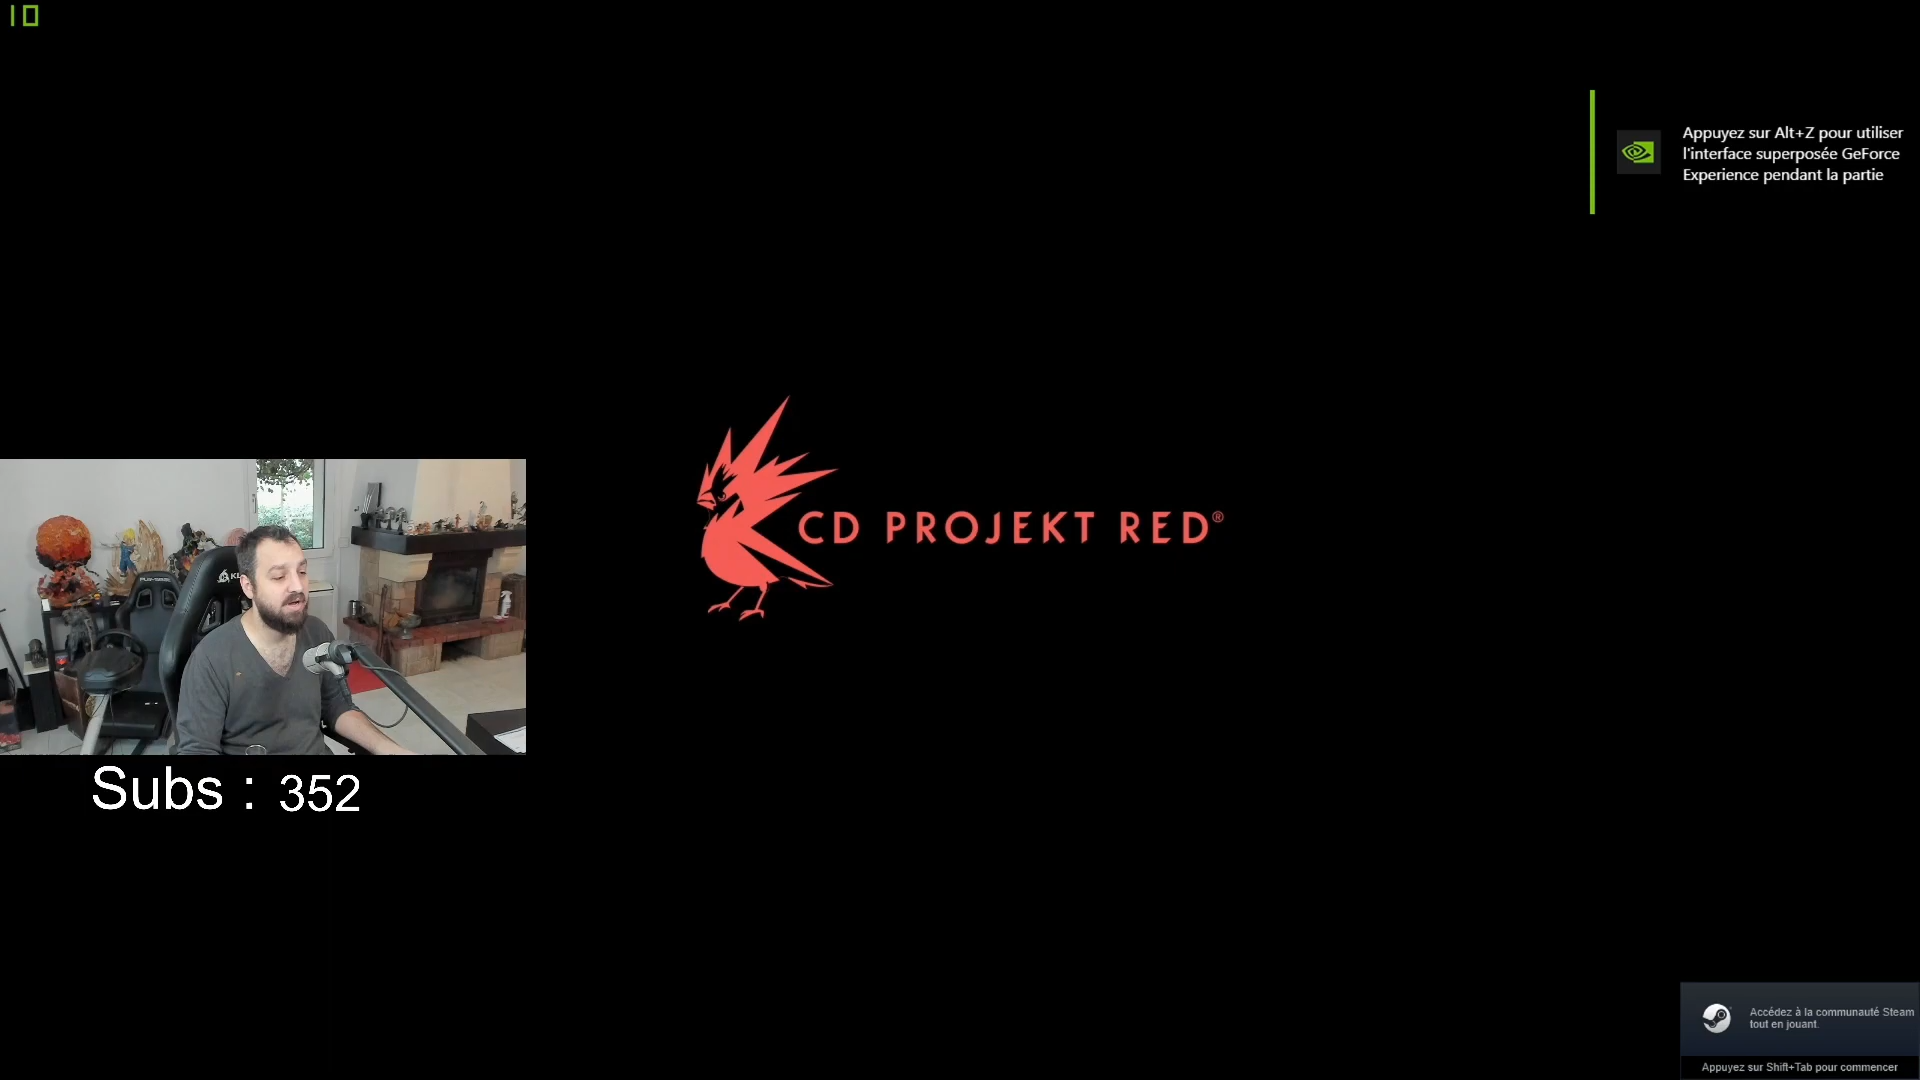 10
Appuyez sur Alt+Z pour utiliser
l'interface superposée GeForce
Experience pendant la partie
CD PROJEKT RED®
Subs : 352
Accédez à la communauté Steam
tout en jouant.
Appuyez sur Shift+Tab pour commencer